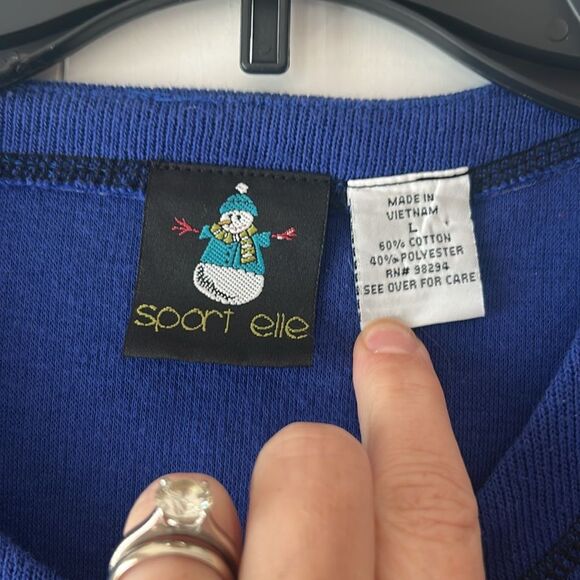 sport elle
MADE IN
VIETNAM
L
60% COTTON
40% POLYESTER
RN# 98294
SEE OVER FOR CARE